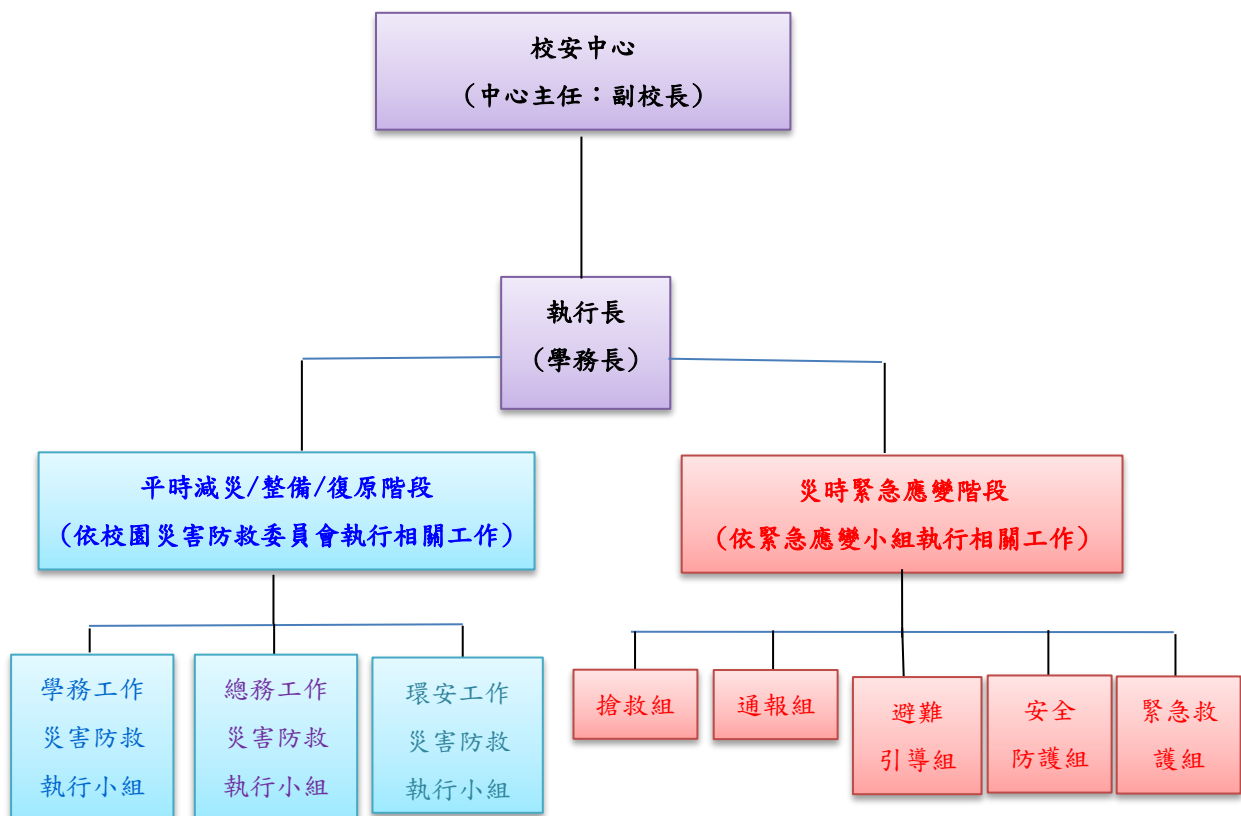 校安中心
(中心主任：副校長)
執行長
(學務長)
平時減災/整備/復原階段
(依校園災害防救委員會執行相關工作)
災時緊急應變階段
(依緊急應變小組執行相關工作)
學務工作
災害防救
執行小組
總務工作
災害防救
執行小組
環安工作
災害防救
執行小組
搶救組
通報組
避難
引導組
安全
防護組
緊急救
護組